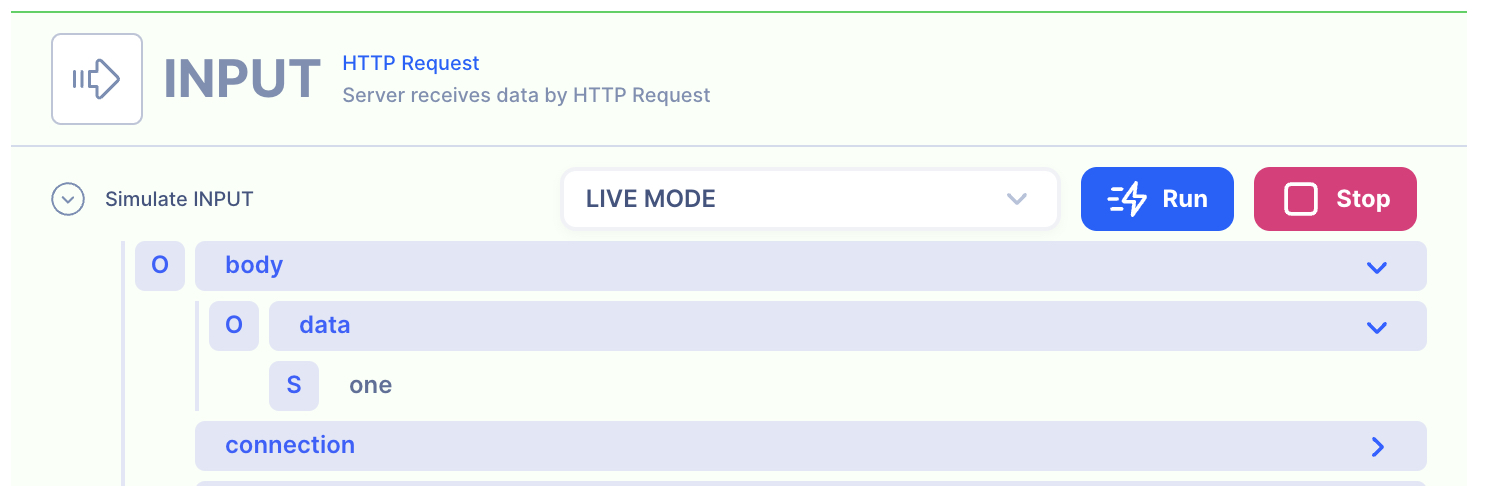 INPUT
HTTP Request
Server receives data by HTTP Request
Simulate INPUT
LIVE MODE
Run
Stop
O body
O data
S one
connection